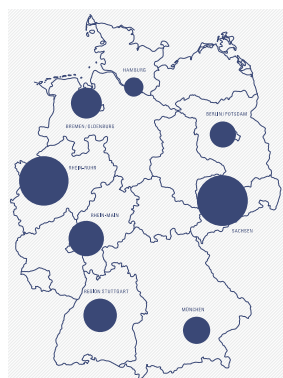 HAMBURG
BREMEN/OLDENBURG
BERLIN/POTSDAM
RHEIN-RUHR
RHEIN-MAIN
SACHSEN
REGION STUTTGART
MÜNCHEN